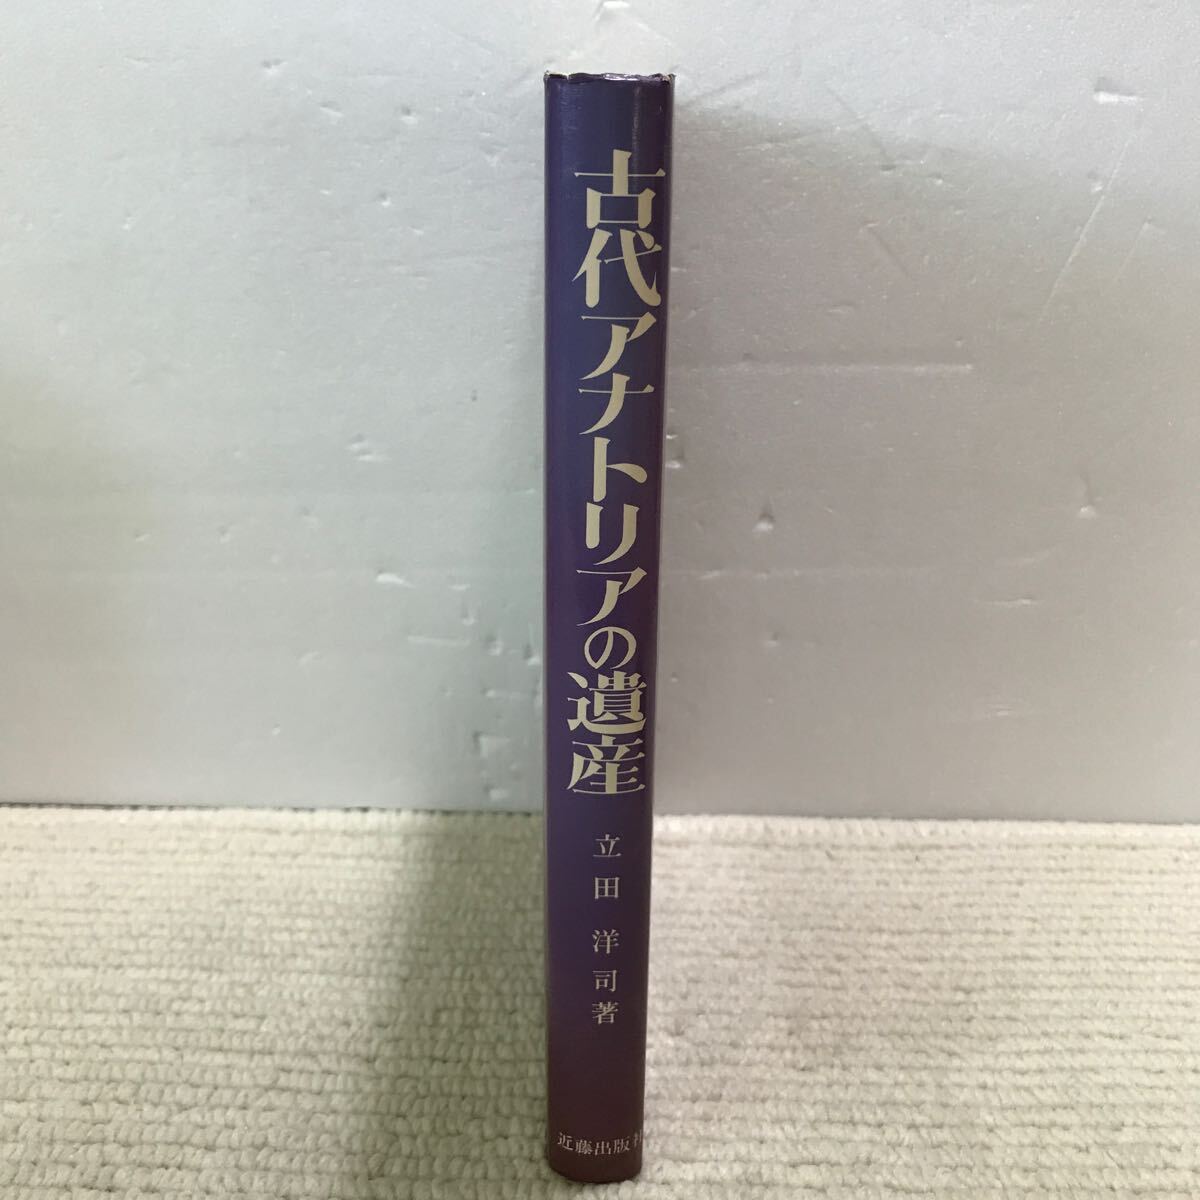 古代アナトリアの遺産
立田洋司著
近藤出版社